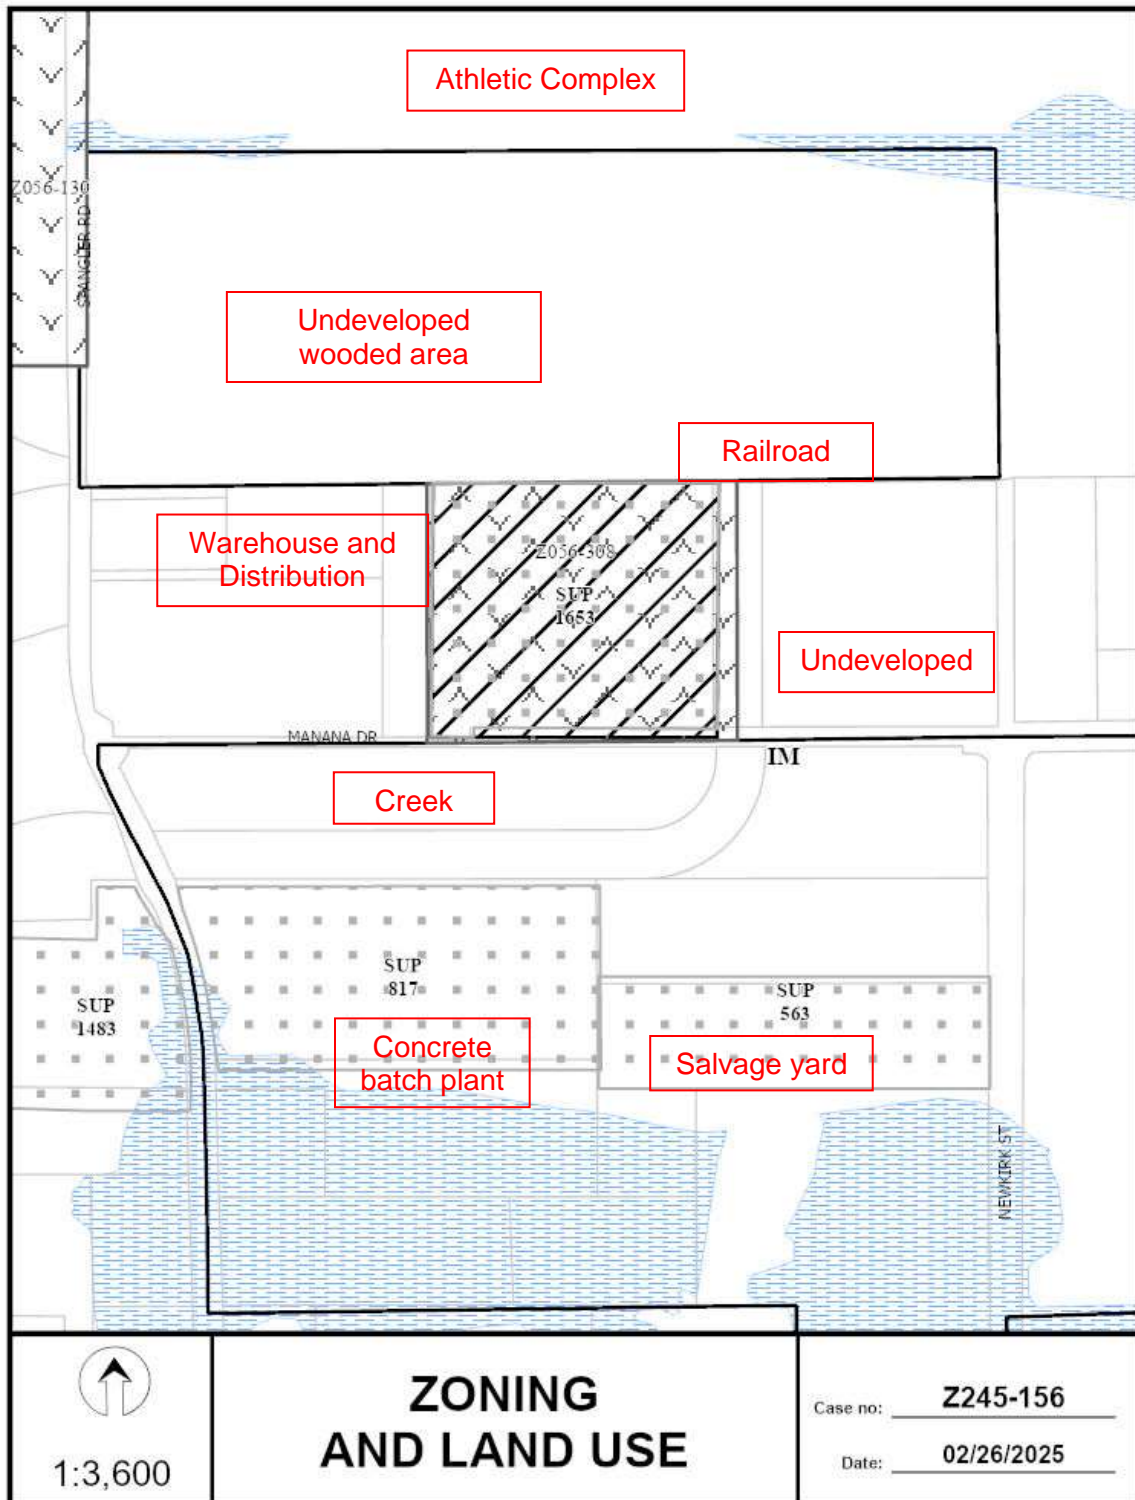 Athletic Complex
Z056-130
SPANGLER RD
Undeveloped
wooded area
Railroad
Warehouse and
Distribution
Z056-308
SUP
1653
Undeveloped
MANANA DR
IM
Creek
SUP
817
SUP
1483
SUP
563
Concrete
batch plant
Salvage yard
NEWKIRK ST
1:3,600
ZONING
AND LAND USE
Case no: Z245-156
Date: 02/26/2025